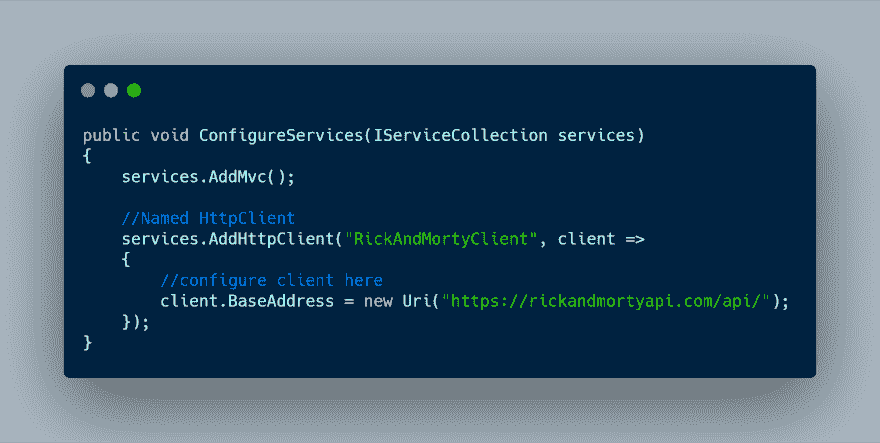 public void ConfigureServices(IServiceCollection services)
{
    services.AddMvc();

    //Named HttpClient
    services.AddHttpClient("RickAndMortyClient", client =>
    {
        //configure client here
        client.BaseAddress = new Uri("https://rickandmortyapi.com/api/");
    });
}